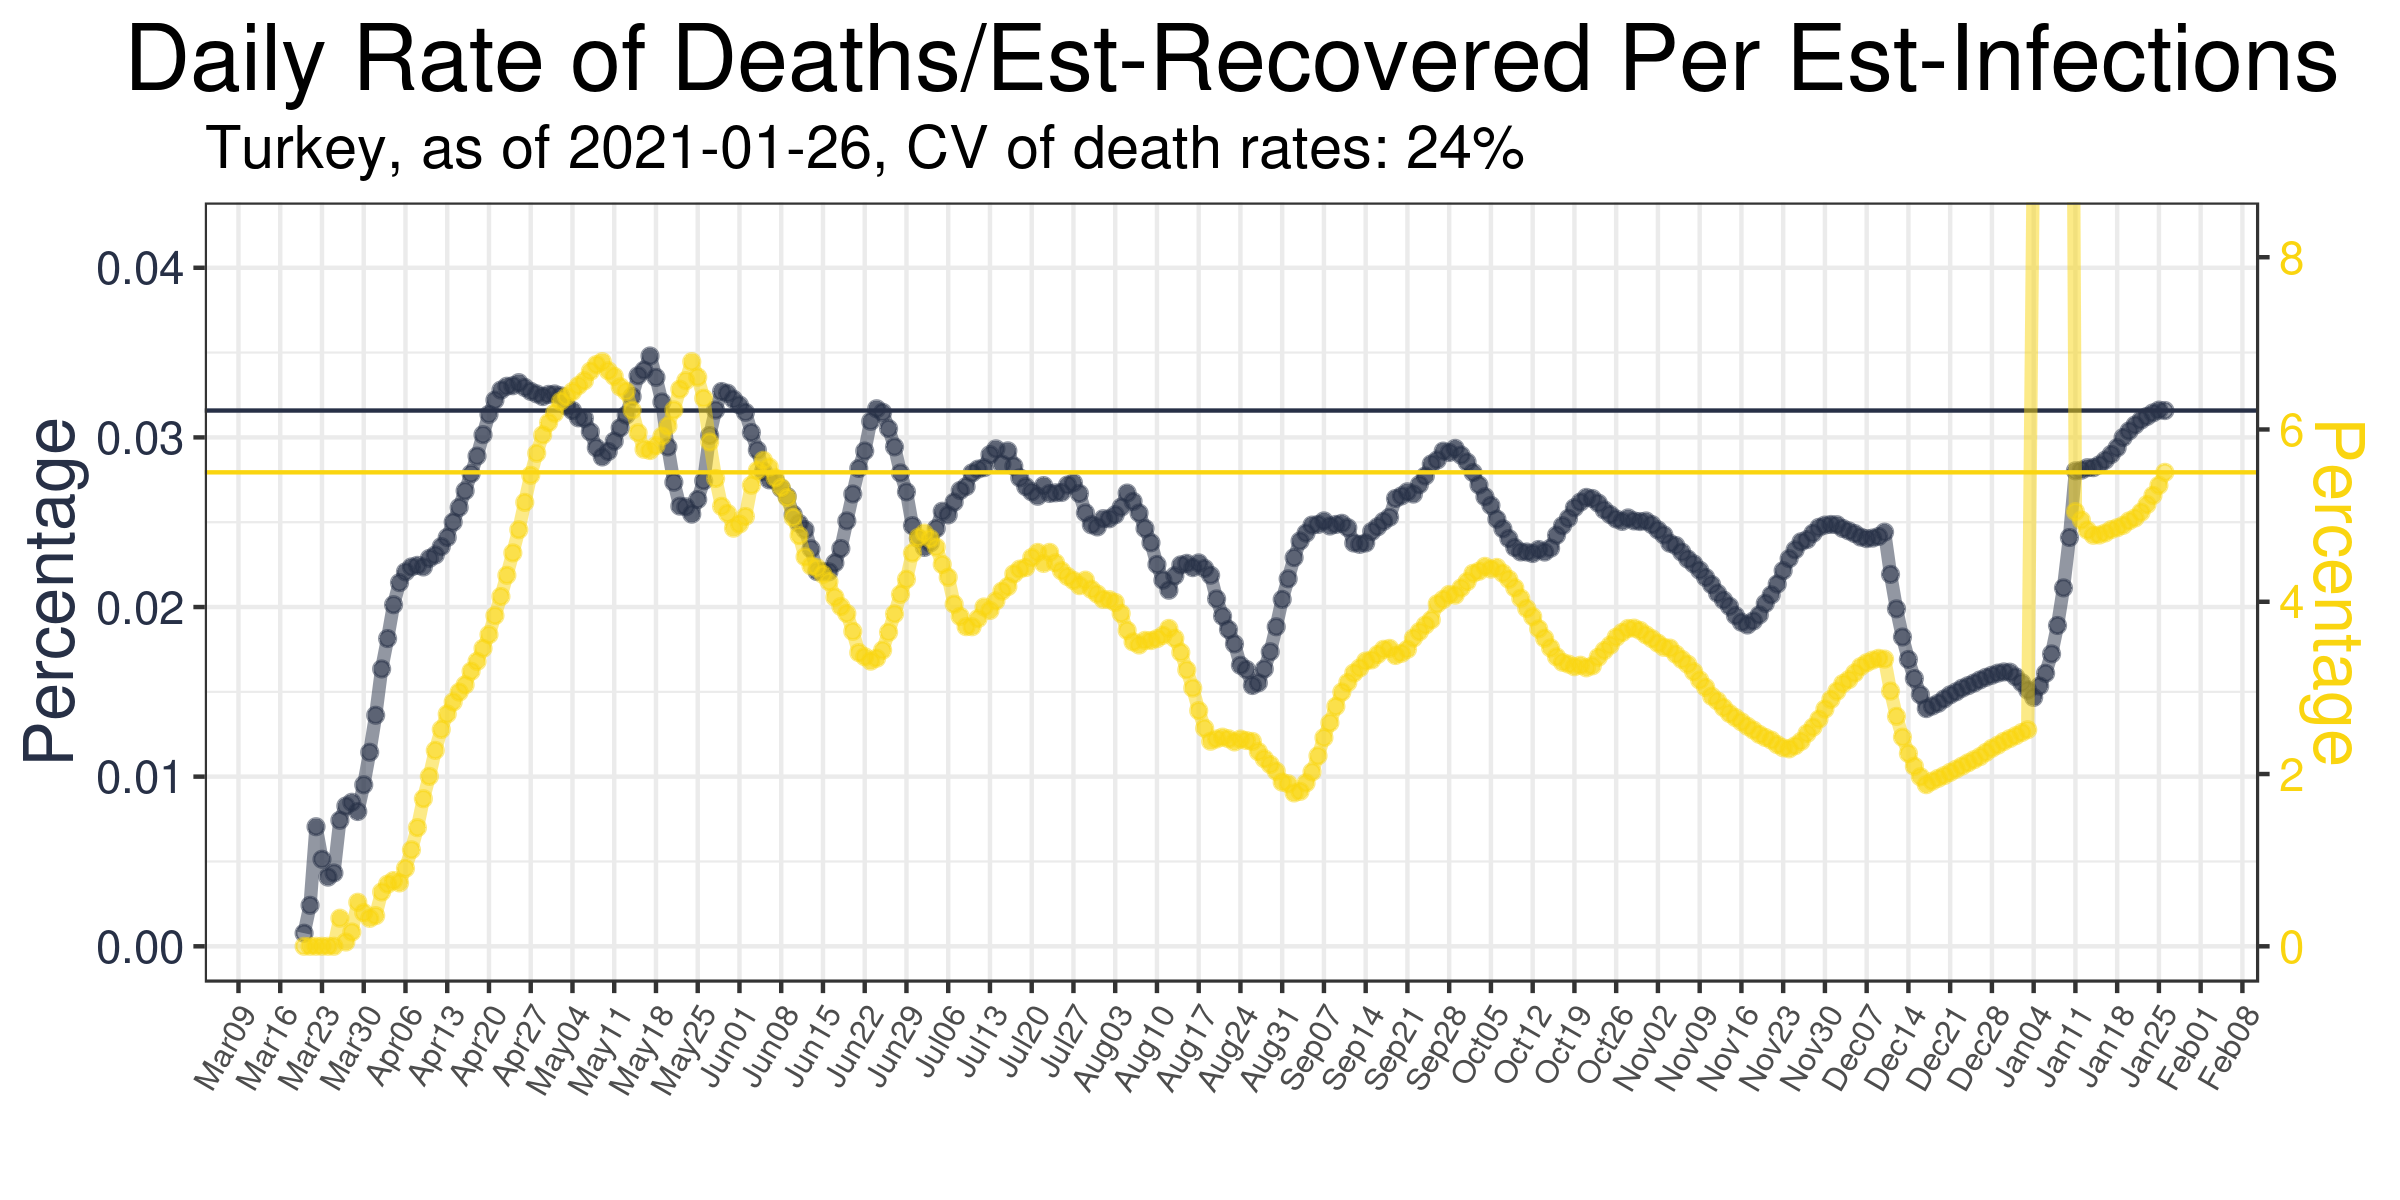 Daily Rate of Deaths/Est-Recovered Per Est-Infections
Turkey, as of 2021-01-26, CV of death rates: 24%
Percentage
0.04
0.03
0.02
0.01
0.00
8
6
4
2
0
Percentage
Mar09
Mar16
Mar23
Mar30
Apr06
Apr13
Apr20
Apr27
May04
May11
May18
May25
Jun01
Jun08
Jun15
Jun22
Jun29
Jul06
Jul13
Jul20
Jul27
Aug03
Aug10
Aug17
Aug24
Aug31
Sep07
Sep14
Sep21
Sep28
Oct05
Oct12
Oct19
Oct26
Nov02
Nov09
Nov16
Nov23
Nov30
Dec07
Dec14
Dec21
Dec28
Jan04
Jan11
Jan18
Jan25
Feb01
Feb08